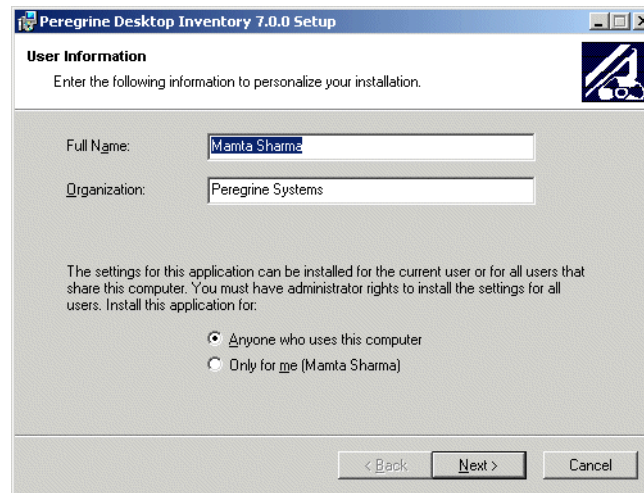 Peregrine Desktop Inventory 7.0.0 Setup
User Information
Enter the following information to personalize your installation.
Full Name:
Mamta Sharma
Organization:
Peregrine Systems
The settings for this application can be installed for the current user or for all users that
share this computer. You must have administrator rights to install the settings for all
users. Install this application for:
Anyone who uses this computer
Only for me (Mamta Sharma)
< Back
Next >
Cancel